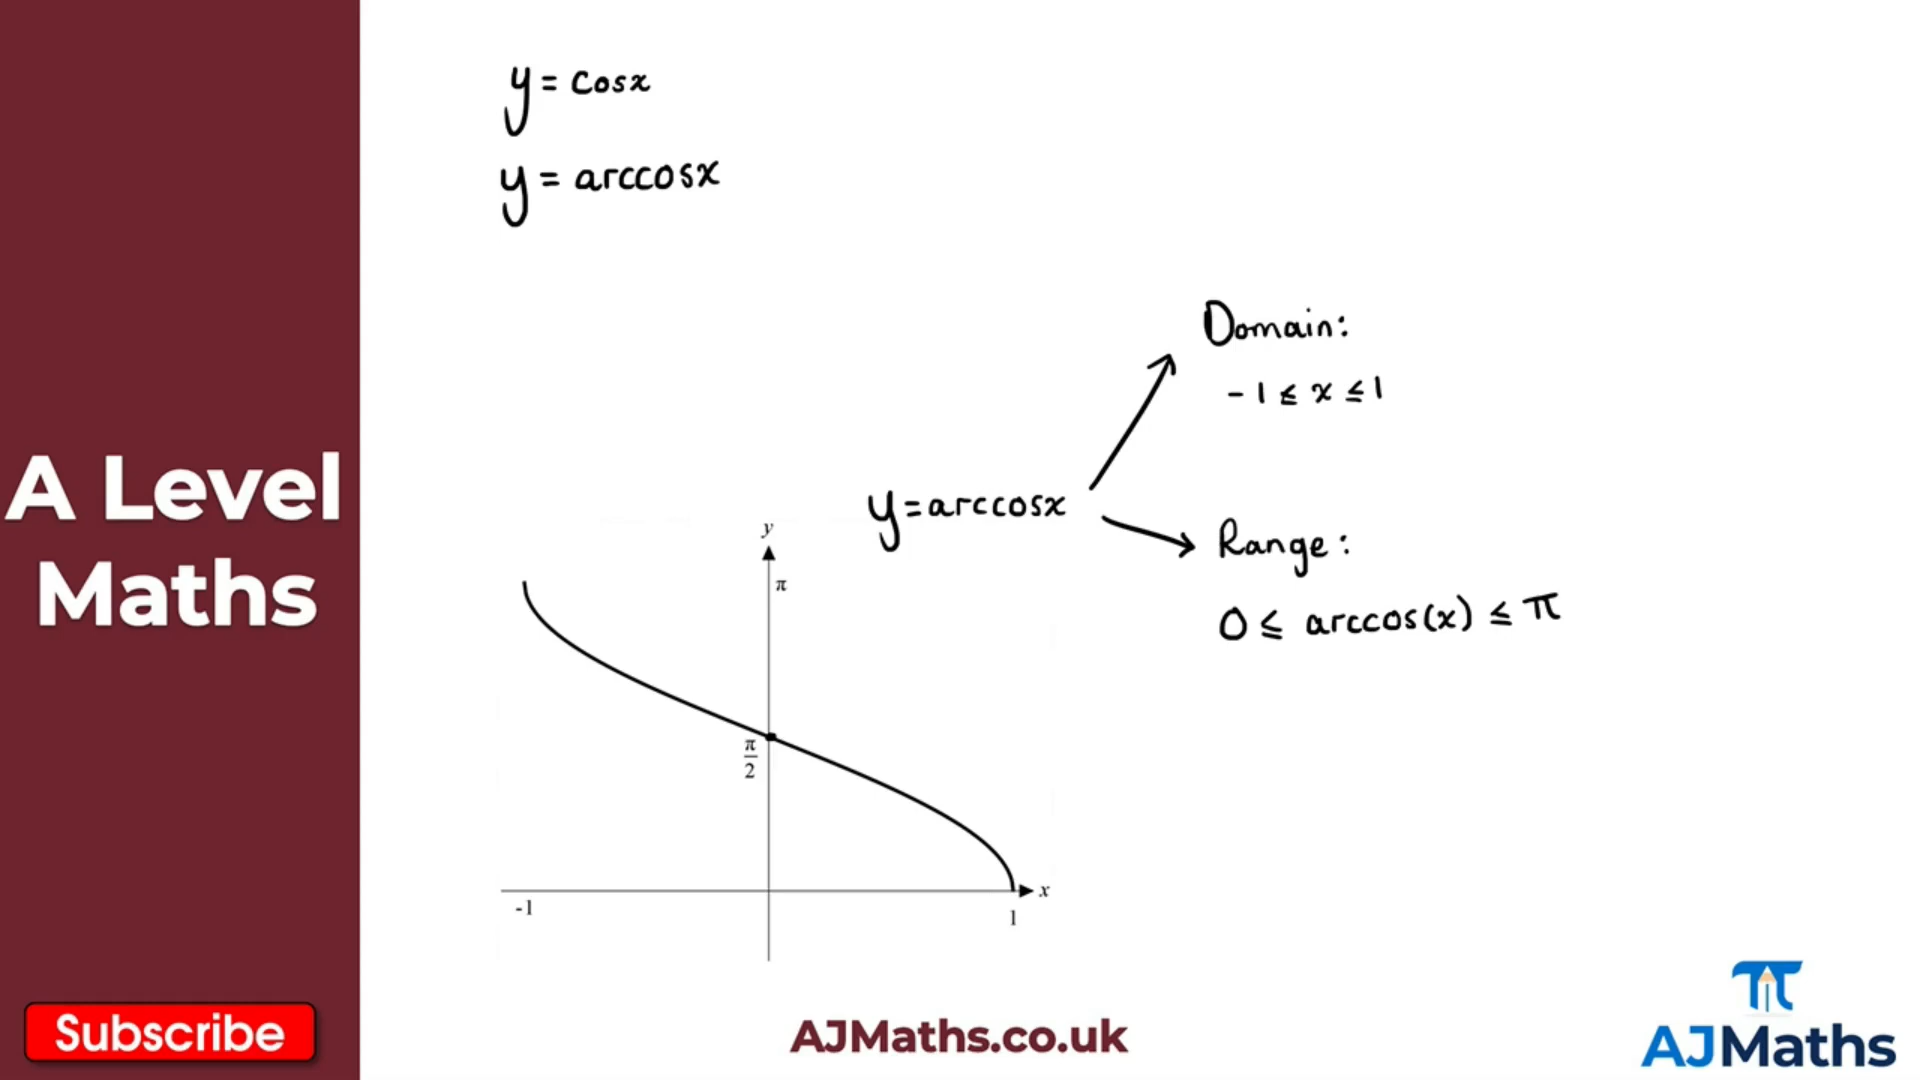 y = cosx
y = arccosx
Domain:
-1 ≤ x ≤ 1
y = arccosx
Range:
0 ≤ arccos(x) ≤ π
A Level
Maths
y
π
π
2
-1
1
x
Subscribe
AJMaths.co.uk
AJMaths